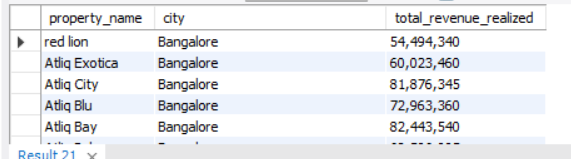 property_name city total_revenue_realized
red lion Bangalore 54,494,340
Atliq Exotica Bangalore 60,023,460
Atliq City Bangalore 81,876,345
Atliq Blu Bangalore 72,963,360
Atliq Bay Bangalore 82,443,540
Result 21